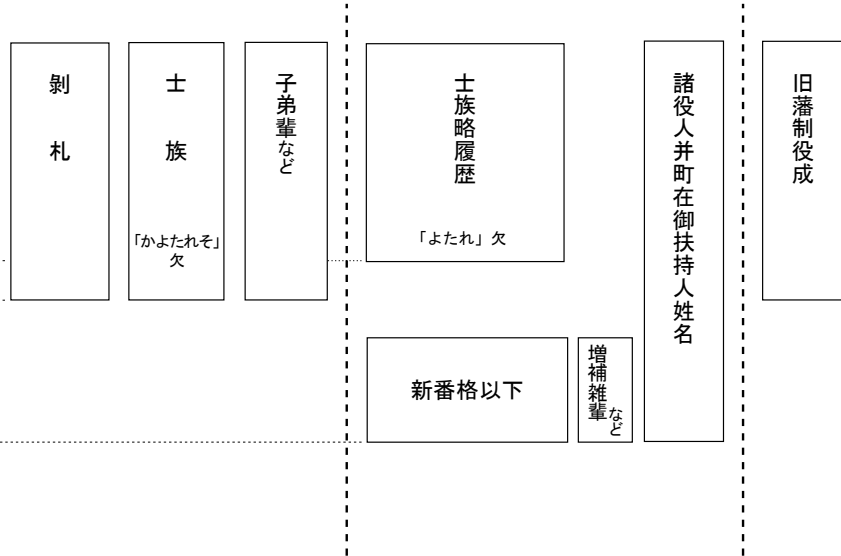 旧藩制役成
諸役人并町在御扶持人姓名
士族略履歴
「よたれ」欠
増補雑輩など
新番格以下
子弟輩など
士族
「かよたれそ」
欠
剝札